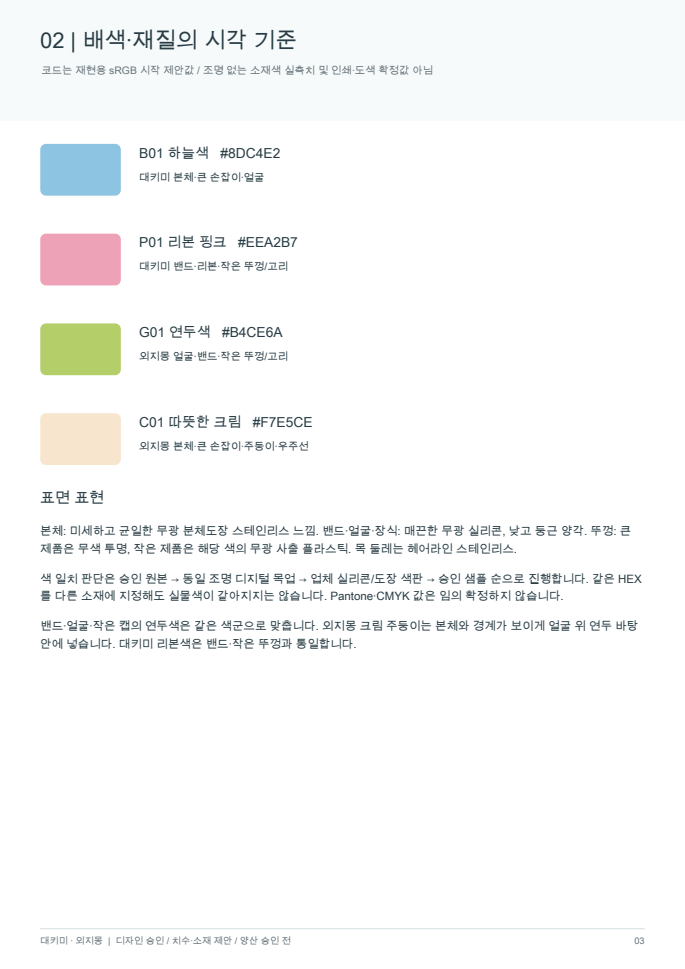 02 | 배색·재질의 시각 기준
코드는 재현용 sRGB 시작 제안값 / 조명 없는 소재색 실측치 및 인쇄·도색 확정값 아님
B01 하늘색 #8DC4E2
대키미 본체·큰 손잡이·얼굴
P01 리본 핑크 #EEA2B7
대키미 밴드·리본·작은 뚜껑/고리
G01 연두색 #B4CE6A
외지몽 얼굴·밴드·작은 뚜껑/고리
C01 따뜻한 크림 #F7E5CE
외지몽 본체·큰 손잡이·주둥이·우주선
표면 표현
본체: 미세하고 균일한 무광 분체도장 스테인리스 느낌. 밴드·얼굴·장식: 매끈한 무광 실리콘, 낮고 둥근 양각. 뚜껑: 큰
제품은 무색 투명, 작은 제품은 해당 색의 무광 사출 플라스틱. 목 둘레는 헤어라인 스테인리스.
색 일치 판단은 승인 원본 → 동일 조명 디지털 목업 → 업체 실리콘/도장 색판 → 승인 샘플 순으로 진행합니다. 같은 HEX
를 다른 소재에 지정해도 실물색이 같아지지는 않습니다. Pantone·CMYK 값은 임의 확정하지 않습니다.
밴드·얼굴·작은 캡의 연두색은 같은 색군으로 맞춥니다. 외지몽 크림 주둥이는 본체와 경계가 보이게 얼굴 위 연두 바탕
안에 넣습니다. 대키미 리본색은 밴드·작은 뚜껑과 통일합니다.
대키미 · 외지몽 | 디자인 승인 / 치수·소재 제안 / 양산 승인 전
03